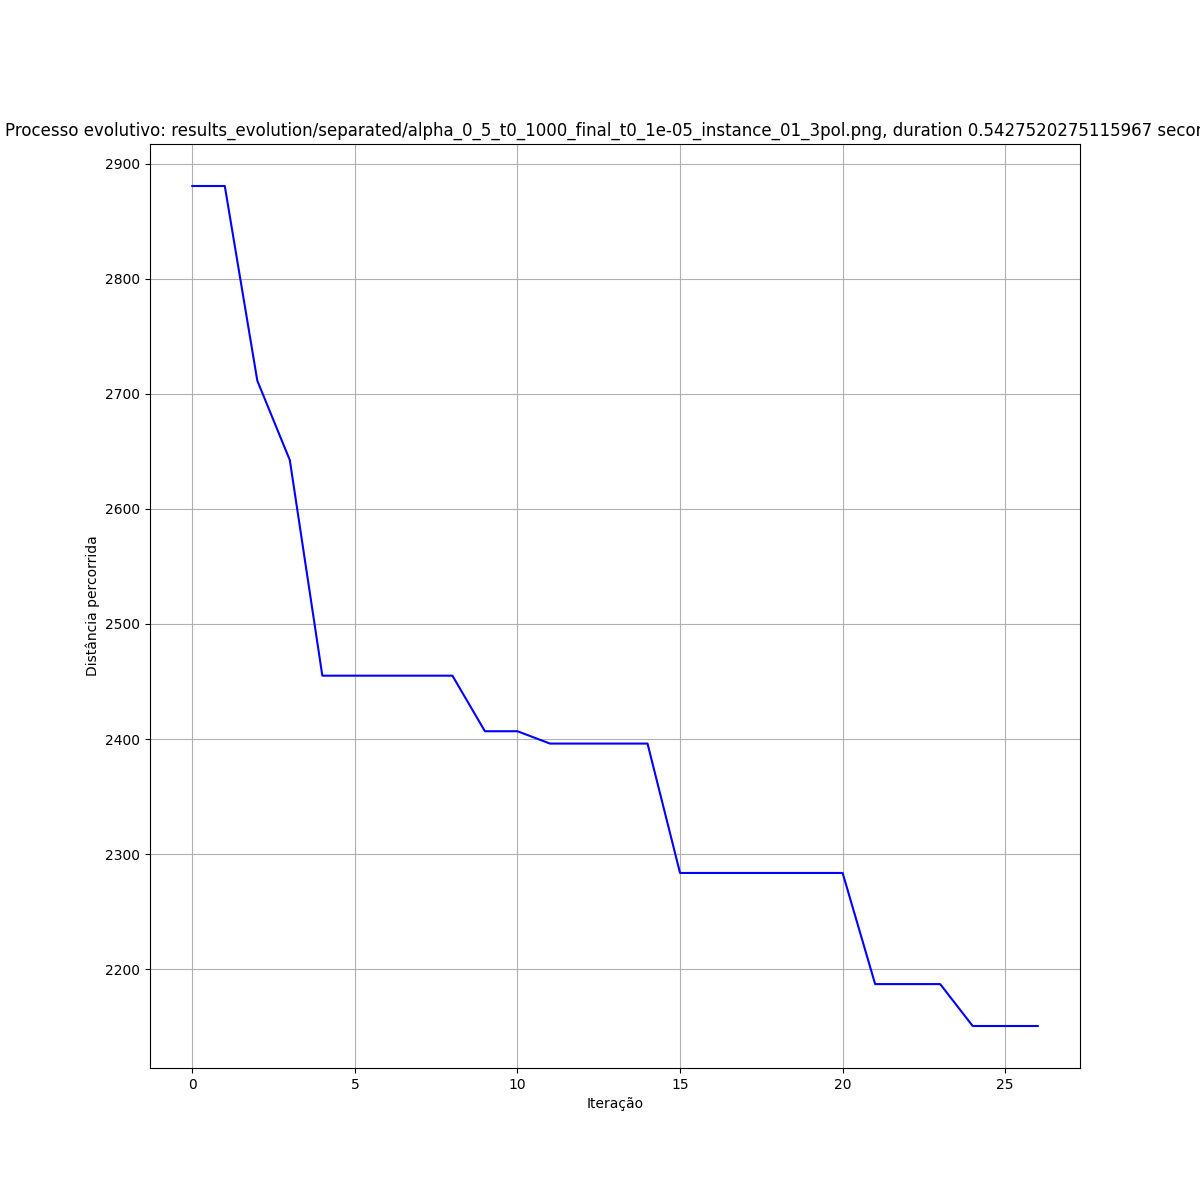 Processo evolutivo: results_evolution/separated/alpha_0_5_t0_1000_final_t0_1e-05_instance_01_3pol.png, duration 0.5427520275115967 secon
2900
2800
2700
2600
2500
2400
2300
2200
Distância percorrida
0 5 10 15 20 25
Iteração